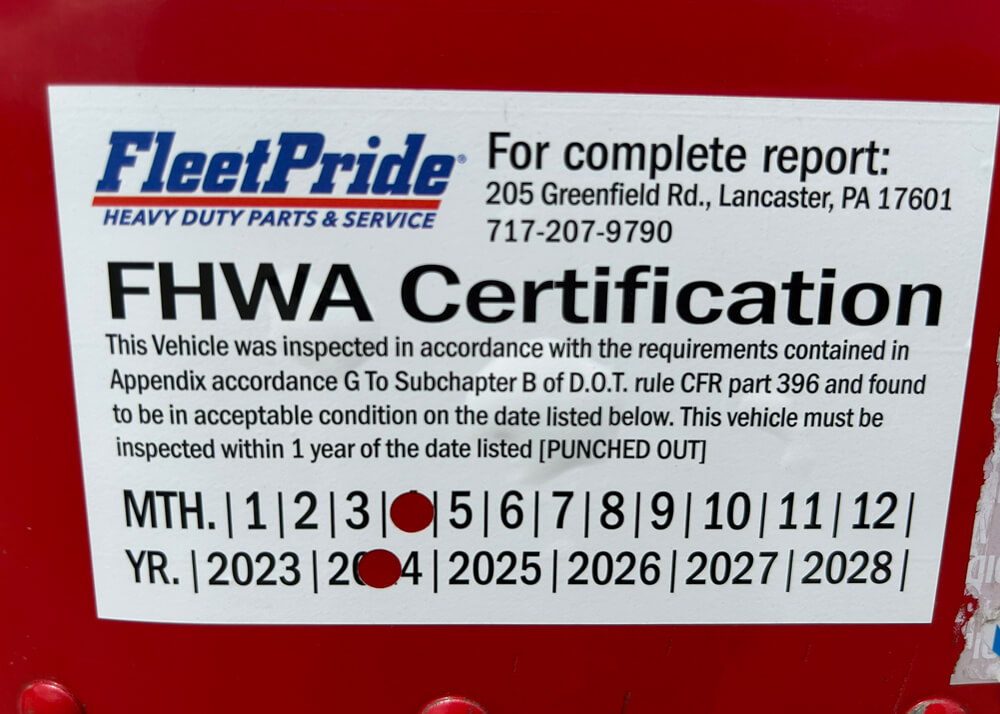 FleetPride®
HEAVY DUTY PARTS & SERVICE
For complete report:
205 Greenfield Rd., Lancaster, PA 17601
717-207-9790
FHWA Certification
This Vehicle was inspected in accordance with the requirements contained in
Appendix accordance G To Subchapter B of D.O.T. rule CFR part 396 and found
to be in acceptable condition on the date listed below. This vehicle must be
inspected within 1 year of the date listed [PUNCHED OUT]
MTH. | 1 | 2 | 3 | | 5 | 6 | 7 | 8 | 9 | 10 | 11 | 12 |
YR. | 2023 | 2 4 | 2025 | 2026 | 2027 | 2028 |